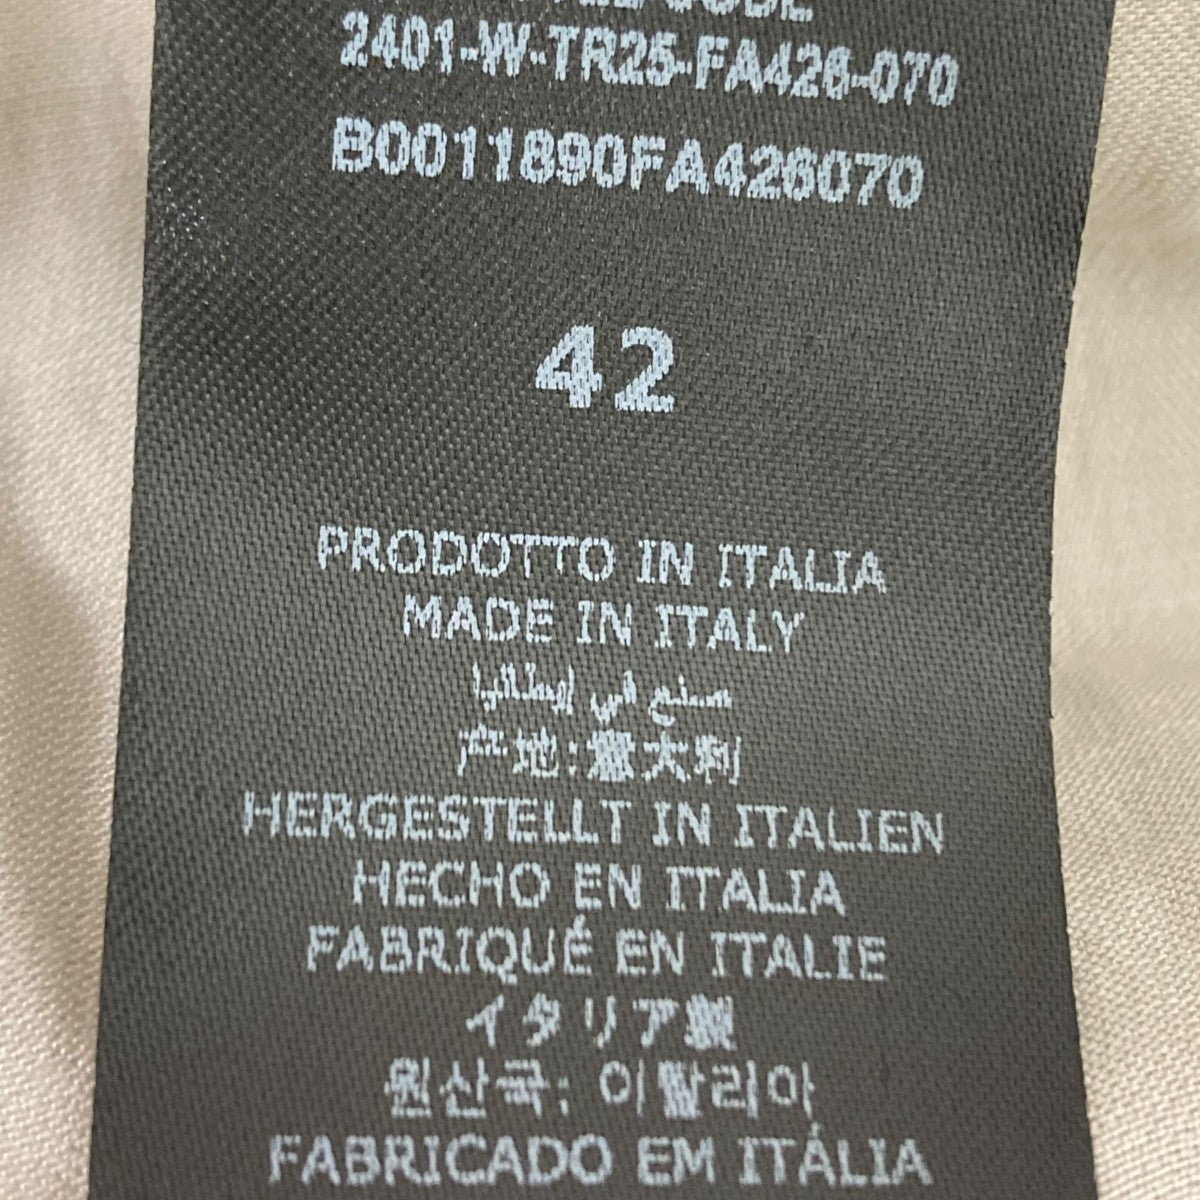 CODE
2401-W-TR25-FA426-070
B0011890FA426070
42
PRODOTTO IN ITALIA
MADE IN ITALY
صنع في إيطاليا
产地:意大利
HERGESTELLT IN ITALIEN
HECHO EN ITALIA
FABRIQUÉ EN ITALIE
イタリア製
원산국: 이탈리아
FABRICADO EM ITÁLIA